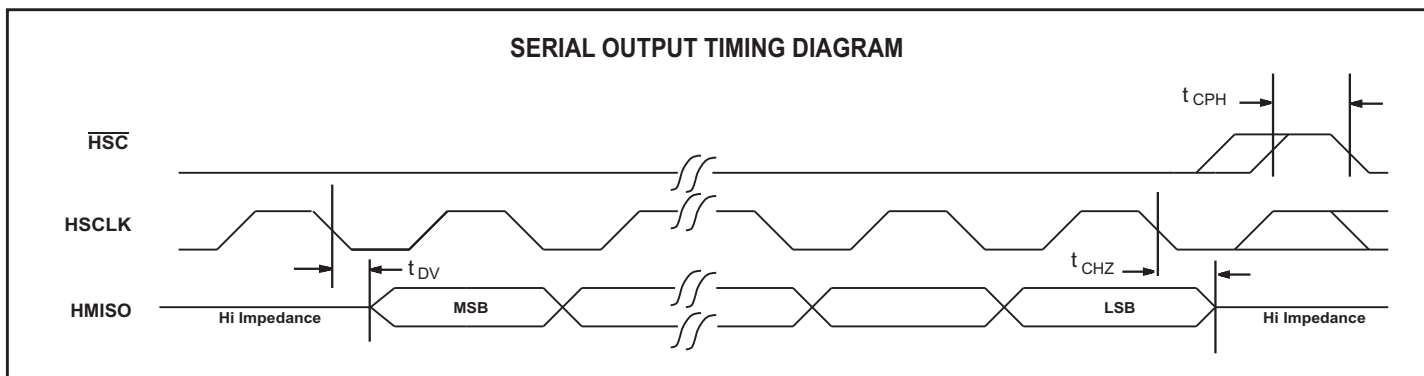 SERIAL OUTPUT TIMING DIAGRAM
t CPH
HSC
HSCLK
t DV
t CHZ
HMISO
Hi Impedance
MSB
LSB
Hi Impedance